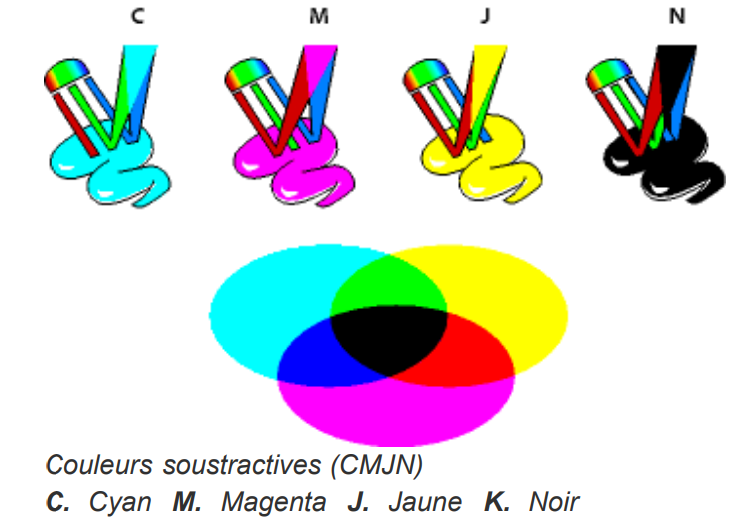 C M J N
Couleurs soustractives (CMJN)
C. Cyan M. Magenta J. Jaune K. Noir